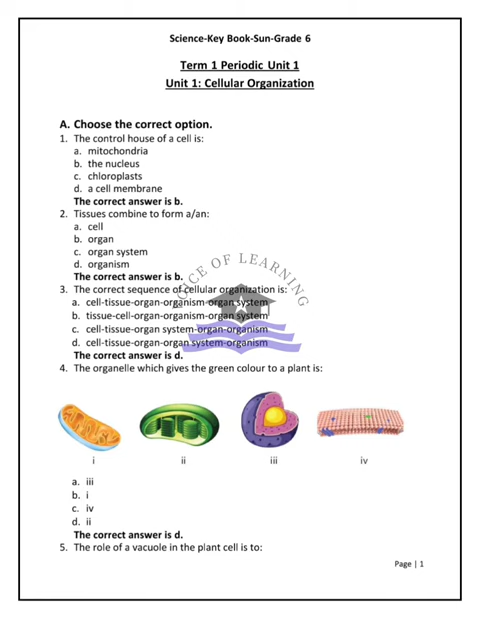 Science-Key Book-Sun-Grade 6
Term 1 Periodic Unit 1
Unit 1: Cellular Organization
A. Choose the correct option.
1. The control house of a cell is:
a. mitochondria
b. the nucleus
c. chloroplasts
d. a cell membrane
The correct answer is b.
2. Tissues combine to form a/an:
a. cell
b. organ
c. organ system
d. organism
The correct answer is b.
3. The correct sequence of cellular organization is:
a. cell-tissue-organ-organism-organ system
b. tissue-cell-organ-organism-organ system
c. cell-tissue-organ system-organ-organism
d. cell-tissue-organ-organ system-organism
The correct answer is d.
4. The organelle which gives the green colour to a plant is:
i ii iii iv
a. iii
b. i
c. iv
d. ii
The correct answer is d.
5. The role of a vacuole in the plant cell is to:
Page | 1